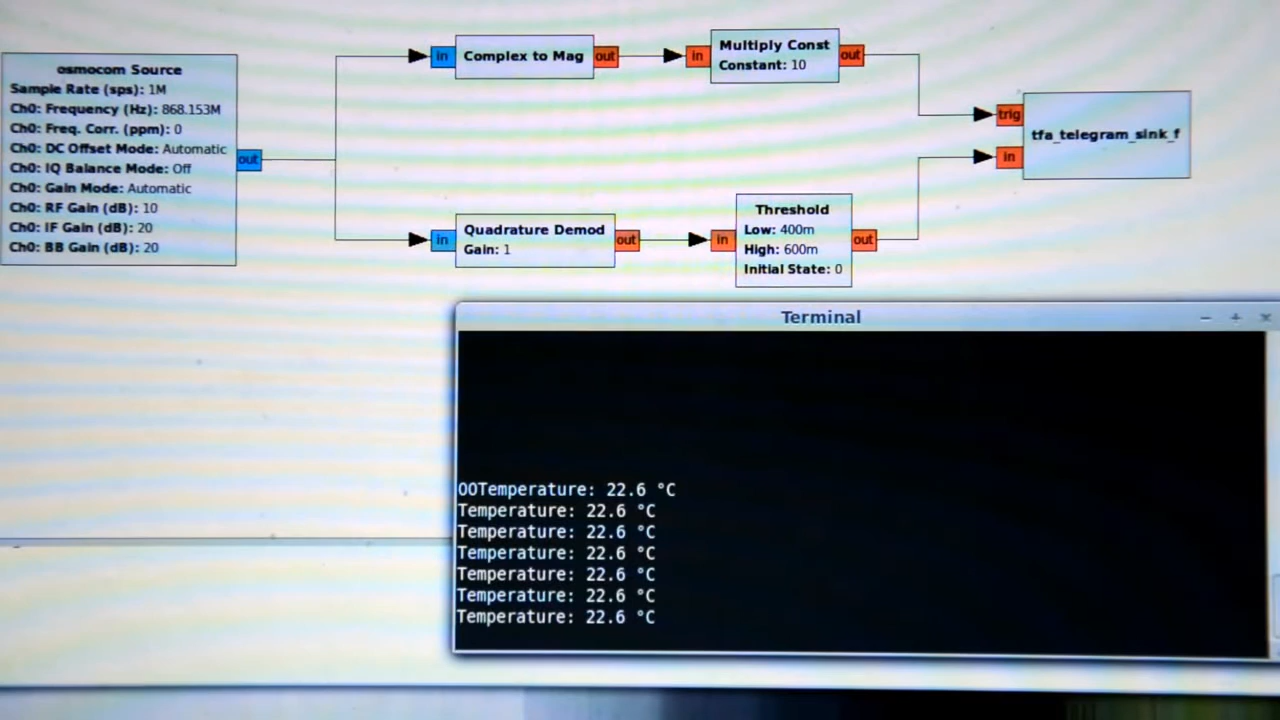 osmocom Source
Sample Rate (sps): 1M
Ch0: Frequency (Hz): 868.153M
Ch0: Freq. Corr. (ppm): 0
Ch0: DC Offset Mode: Automatic
Ch0: IQ Balance Mode: Off
Ch0: Gain Mode: Automatic
Ch0: RF Gain (dB): 10
Ch0: IF Gain (dB): 20
Ch0: BB Gain (dB): 20
out
in
Complex to Mag
out
in
Multiply Const
Constant: 10
out
in
Quadrature Demod
Gain: 1
out
in
Threshold
Low: 400m
High: 600m
Initial State: 0
out
trig
in
tfa_telegram_sink_f
Terminal
OOTemperature: 22.6 °C
Temperature: 22.6 °C
Temperature: 22.6 °C
Temperature: 22.6 °C
Temperature: 22.6 °C
Temperature: 22.6 °C
Temperature: 22.6 °C